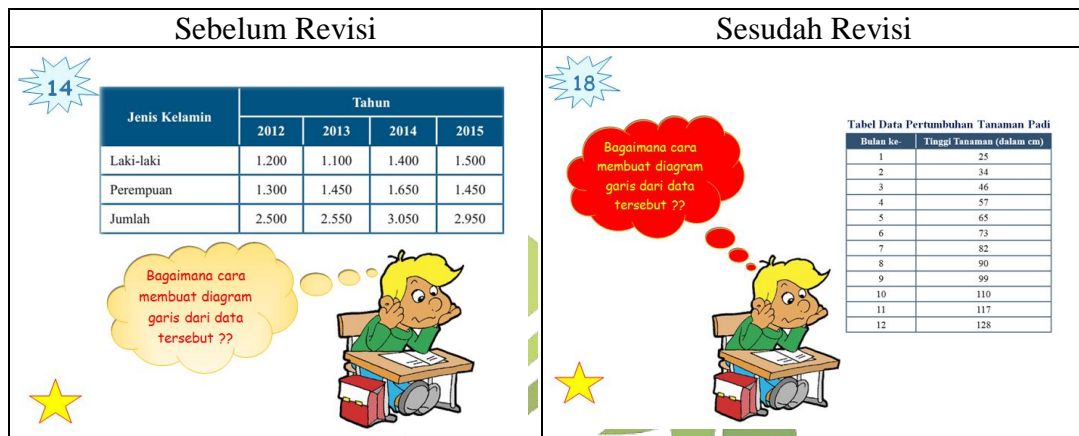 Sebelum Revisi
14
Jenis Kelamin
Tahun
2012 2013 2014 2015
Laki-laki 1.200 1.100 1.400 1.500
Perempuan 1.300 1.450 1.650 1.450
Jumlah 2.500 2.550 3.050 2.950
Bagaimana cara
membuat diagram
garis dari data
tersebut ??
Sesudah Revisi
18
Bagaimana cara
membuat diagram
garis dari data
tersebut ??
Tabel Data Pertumbuhan Tanaman Padi
Bulan ke- Tinggi Tanaman (dalam cm)
1 25
2 34
3 46
4 57
5 65
6 73
7 82
8 90
9 99
10 110
11 117
12 128